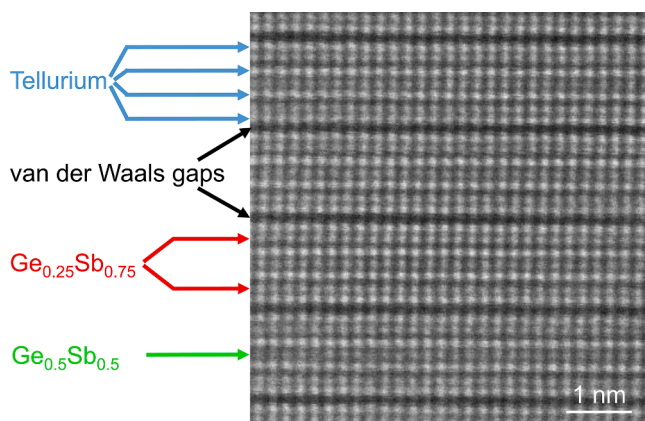 Tellurium
van der Waals gaps
Ge0.25Sb0.75
Ge0.5Sb0.5
1 nm